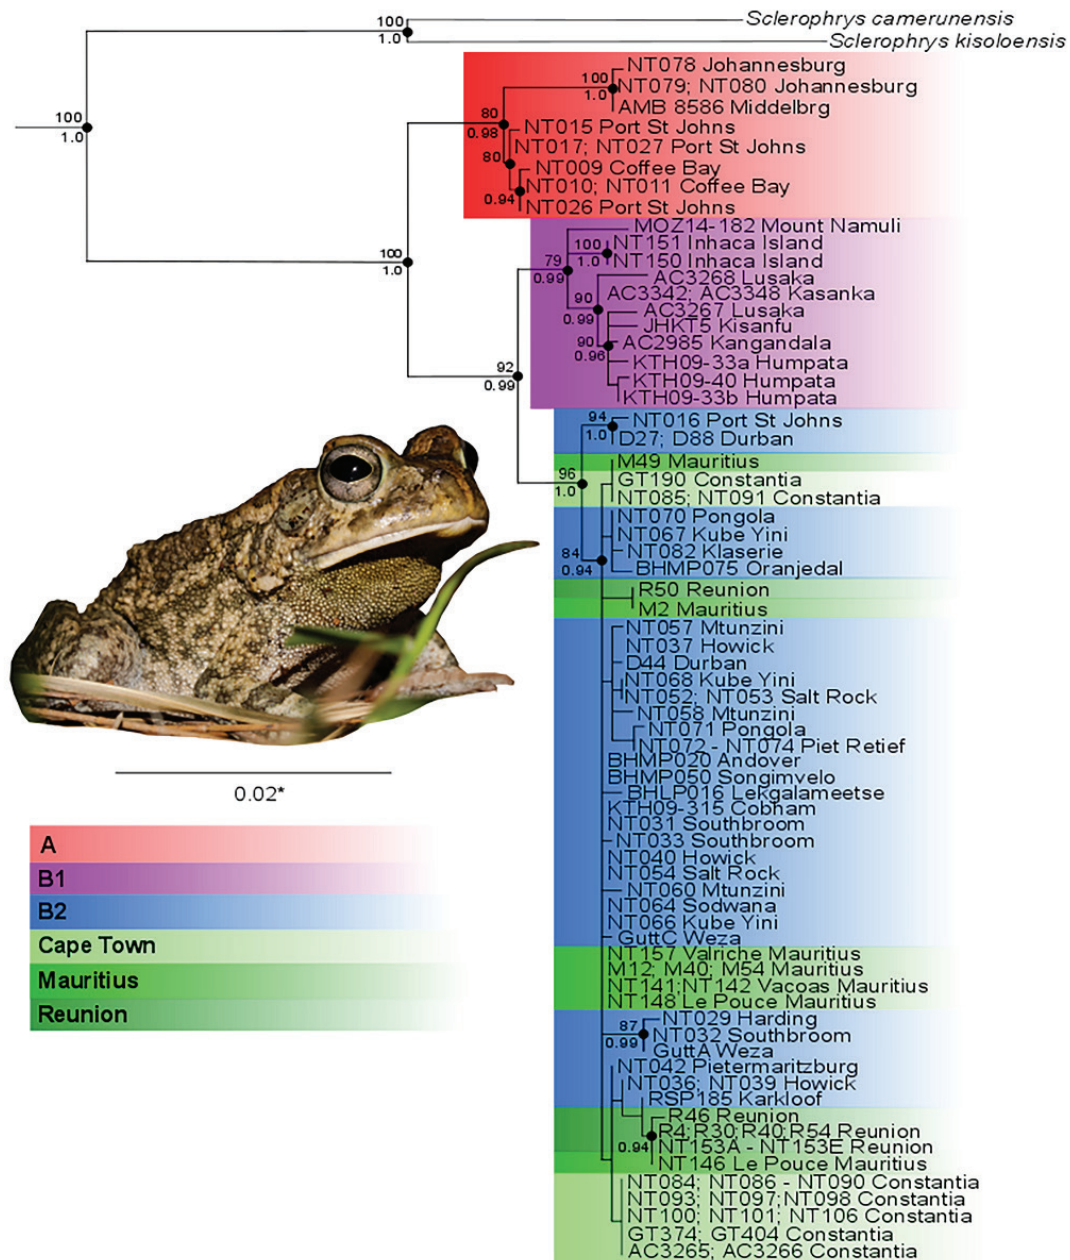 100
1.0
Sclerophrys camerunensis
Sclerophrys kisoloensis
NT078 Johannesburg
100
1.0
NT079; NT080 Johannesburg
AMB 8586 Middelbrg
80
0.98
100
1.0
NT015 Port St Johns
NT017; NT027 Port St Johns
80
NT009 Coffee Bay
NT010; NT011 Coffee Bay
0.94
NT026 Port St Johns
MOZ14-182 Mount Namuli
100
1.0
NT151 Inhaca Island
NT150 Inhaca Island
100
1.0
79
0.99
AC3268 Lusaka
AC3342; AC3348 Kasanka
90
0.99
AC3267 Lusaka
JHKT5 Kisanfu
90
0.96
AC2985 Kangandala
KTH09-33a Humpata
92
0.99
KTH09-40 Humpata
KTH09-33b Humpata
94
1.0
NT016 Port St Johns
D27; D88 Durban
M49 Mauritius
96
1.0
GT190 Constantia
NT085; NT091 Constantia
NT070 Pongola
NT067 Kube Yini
84
0.94
NT082 Klaserie
BHMP075 Oranjedal
R50 Reunion
M2 Mauritius
NT057 Mtunzini
NT037 Howick
D44 Durban
NT068 Kube Yini
NT052; NT053 Salt Rock
NT058 Mtunzini
NT071 Pongola
NT072 - NT074 Piet Retief
BHMP020 Andover
BHMP050 Songimvelo
BHLP016 Lekgalameetse
0.02*
KTH09-315 Cobham
NT031 Southbroom
NT033 Southbroom
A
NT040 Howick
NT054 Salt Rock
B1
NT060 Mtunzini
NT064 Sodwana
B2
NT066 Kube Yini
GuttC Weza
Cape Town
NT157 Valriche Mauritius
M12; M40; M54 Mauritius
Mauritius
NT141;NT142 Vacoas Mauritius
NT148 Le Pouce Mauritius
Reunion
NT029 Harding
87
0.99
NT032 Southbroom
GuttA Weza
NT042 Pietermaritzburg
NT036; NT039 Howick
RSP185 Karkloof
R46 Reunion
R4;R30;R40;R54 Reunion
0.94
NT153A - NT153E Reunion
NT146 Le Pouce Mauritius
NT084; NT086 - NT090 Constantia
NT093; NT097;NT098 Constantia
NT100; NT101; NT106 Constantia
GT374; GT404 Constantia
AC3265; AC3266 Constantia